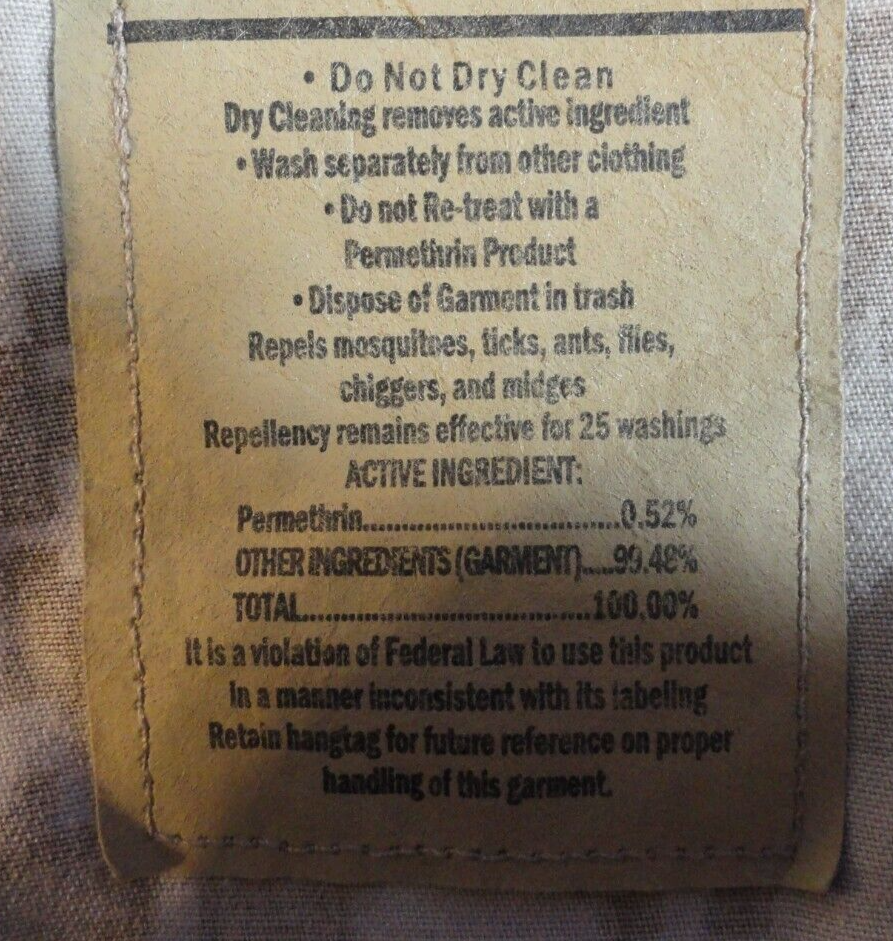 • Do Not Dry Clean
Dry Cleaning removes active ingredient
• Wash separately from other clothing
• Do not Re-treat with a
Permethrin Product
• Dispose of Garment in trash
Repels mosquitoes, ticks, ants, flies,
chiggers, and midges
Repellency remains effective for 25 washings
ACTIVE INGREDIENT:
Permethrin......................................0.52%
OTHER INGREDIENTS (GARMENT).....99.48%
TOTAL..........................................100.00%
It is a violation of Federal Law to use this product
in a manner inconsistent with its labeling
Retain hangtag for future reference on proper
handling of this garment.